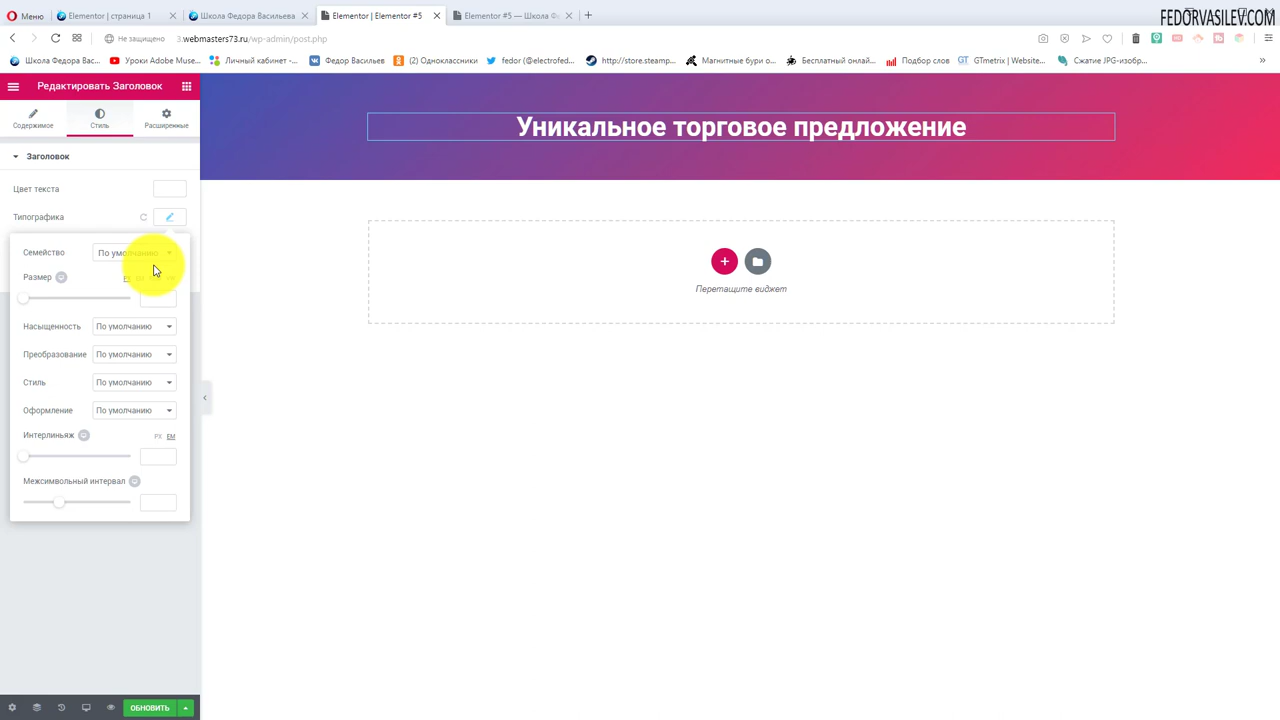 Меню
Elementor | страница 1
Школа Федора Васильева
Elementor | Elementor #5
Elementor #5 — Школа Ф
FEDORVASILEV.COM
Не защищено
3.webmasters73.ru/wp-admin/post.php
Школа Федора Вас...
Уроки Adobe Muse...
Личный кабинет -...
Федор Васильев
(2) Одноклассники
fedor (@electrofed...
http://store.steamp...
Магнитные бури о...
Бесплатный онлай...
Подбор слов
GTmetrix | Website...
Сжатие JPG-изобр...
Редактировать Заголовок
Содержимое
Стиль
Расширенные
Заголовок
Цвет текста
Типографика
Семейство
По умолчанию
Размер
Насыщенность
По умолчанию
Преобразование
По умолчанию
Стиль
По умолчанию
Оформление
По умолчанию
Интерлиньяж
PX EM
Межсимвольный интервал
ОБНОВИТЬ
Уникальное торговое предложение
Перетащите виджет